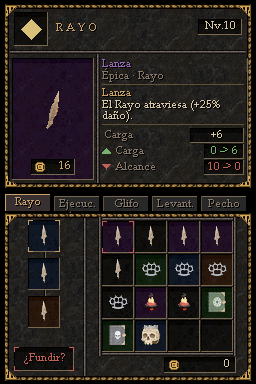 RAYO
Nv.10
Lanza
Épica · Rayo
Lanza
El Rayo atraviesa (+25%
daño).
Carga +6
Carga 0->6
Alcance 10->0
16
Rayo Ejecuc. Glifo Levant. Pecho
¿Fundir?
0